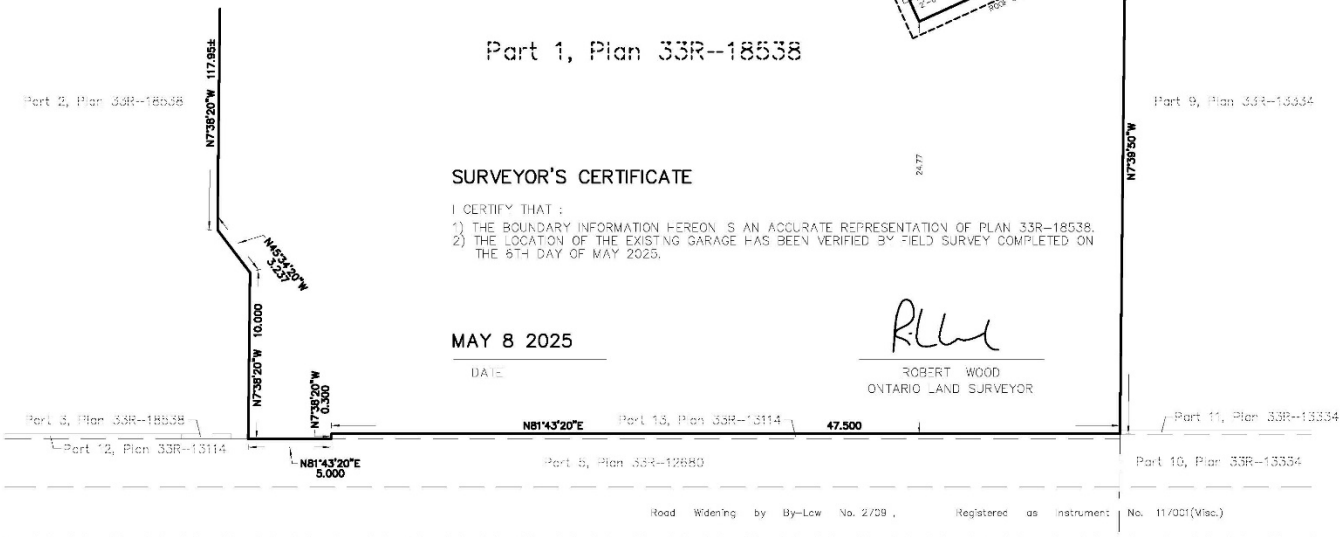 Part 1, Plan 33R--18538
N7°38'20"W 117.95±
Part 2, Plan 33R--18538
Part 9, Plan 33R--13334
N7°39'50"W
24.77
SURVEYOR'S CERTIFICATE
I CERTIFY THAT :
1) THE BOUNDARY INFORMATION HEREON IS AN ACCURATE REPRESENTATION OF PLAN 33R-18538.
2) THE LOCATION OF THE EXISTING GARAGE HAS BEEN VERIFIED BY FIELD SURVEY COMPLETED ON
THE 6TH DAY OF MAY 2025.
N45°34'20"W
3.237
N7°38'20"W 10.000
MAY 8 2025
DATE
ROBERT WOOD
ONTARIO LAND SURVEYOR
N7°38'20"W
0.300
Part 3, Plan 33R--18538
N81°43'20"E
Part 13, Plan 33R-13114
47.500
Part 11, Plan 33R-13334
Part 12, Plan 33R-13114
N81°43'20"E
5.000
Part 5, Plan 33R-12680
Part 10, Plan 33R-13334
Road Widening by By-Law No. 2709 , Registered as Instrument No. 117001(Misc.)